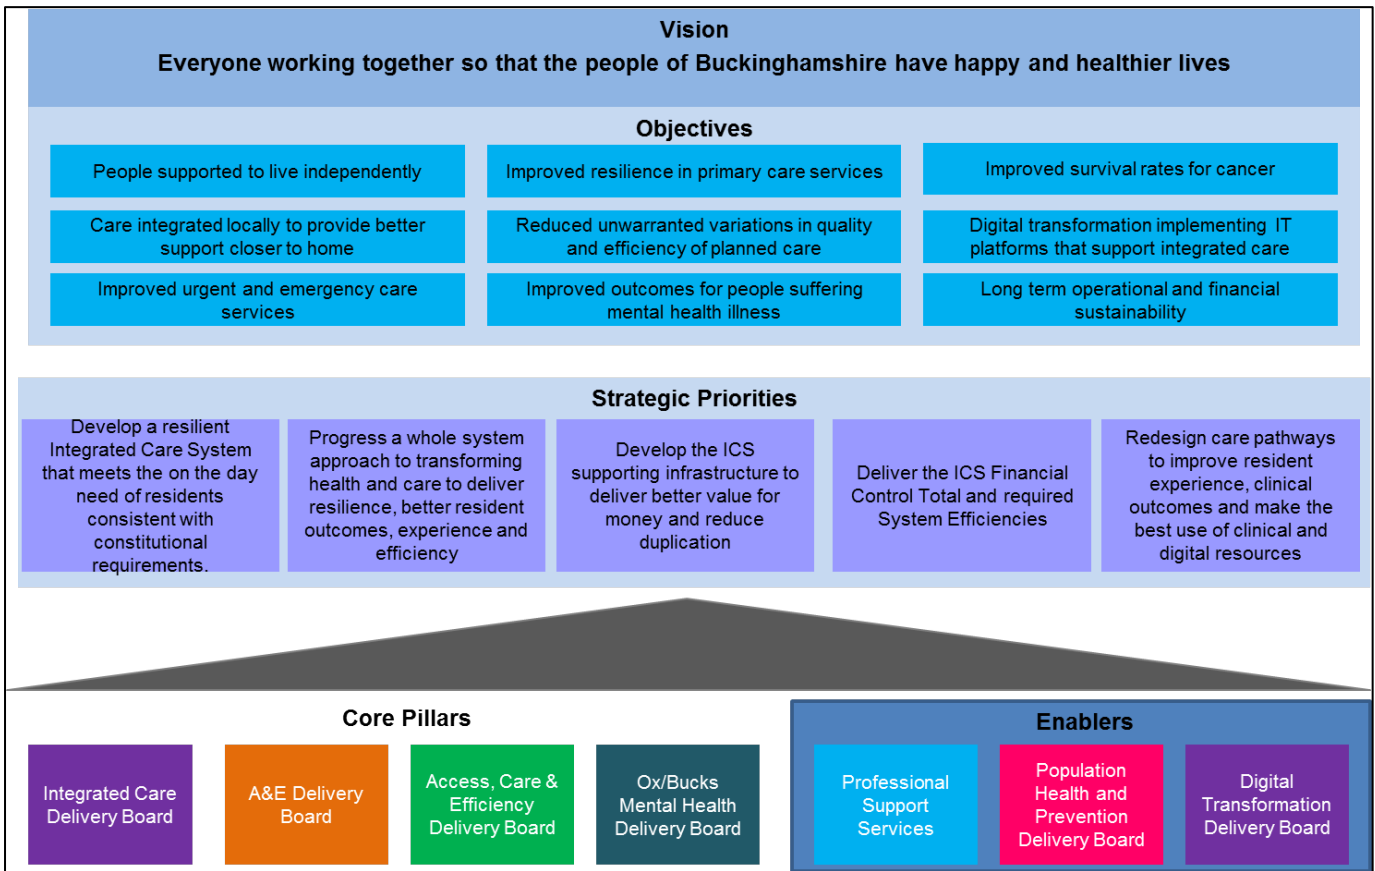 Vision
Everyone working together so that the people of Buckinghamshire have happy and healthier lives
Objectives
People supported to live independently
Improved resilience in primary care services
Improved survival rates for cancer
Care integrated locally to provide better
support closer to home
Reduced unwarranted variations in quality
and efficiency of planned care
Digital transformation implementing IT
platforms that support integrated care
Improved urgent and emergency care
services
Improved outcomes for people suffering
mental health illness
Long term operational and financial
sustainability
Strategic Priorities
Develop a resilient
Integrated Care System
that meets the on the day
need of residents
consistent with
constitutional
requirements.
Progress a whole system
approach to transforming
health and care to deliver
resilience, better resident
outcomes, experience and
efficiency
Develop the ICS
supporting infrastructure to
deliver better value for
money and reduce
duplication
Deliver the ICS Financial
Control Total and required
System Efficiencies
Redesign care pathways
to improve resident
experience, clinical
outcomes and make the
best use of clinical and
digital resources
Core Pillars
Integrated Care
Delivery Board
A&E Delivery
Board
Access, Care &
Efficiency
Delivery Board
Ox/Bucks
Mental Health
Delivery Board
Enablers
Professional
Support
Services
Population
Health and
Prevention
Delivery Board
Digital
Transformation
Delivery Board